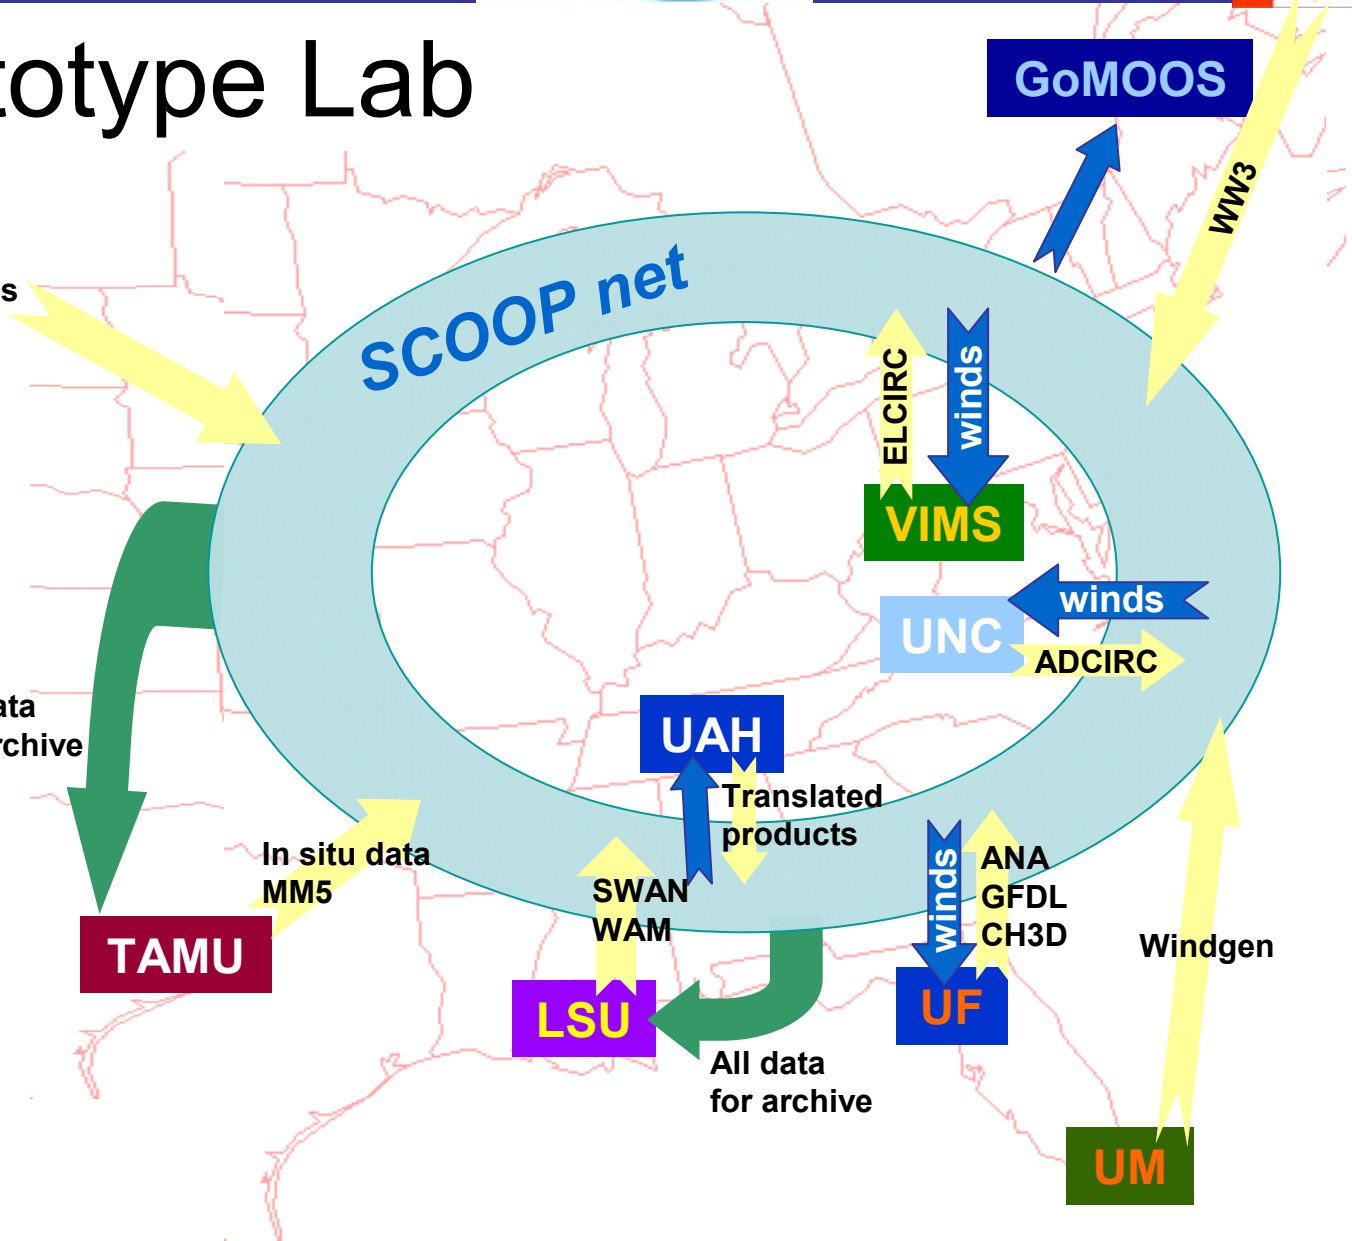 totype Lab
GoMOOS
WW3
s
SCOOP net
ELCIRC
winds
VIMS
winds
UNC
ADCIRC
UAH
ata
rchive
Translated
products
In situ data
MM5
SWAN
WAM
winds
ANA
GFDL
CH3D
Windgen
TAMU
LSU
UF
All data
for archive
UM